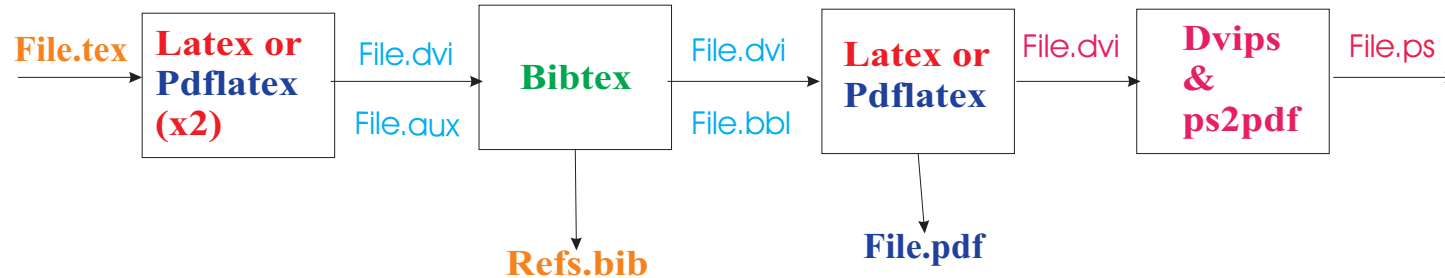 File.tex
Latex or
Pdflatex
(x2)
File.dvi
File.aux
Bibtex
Refs.bib
File.dvi
File.bbl
Latex or
Pdflatex
File.pdf
File.dvi
Dvips
&
ps2pdf
File.ps